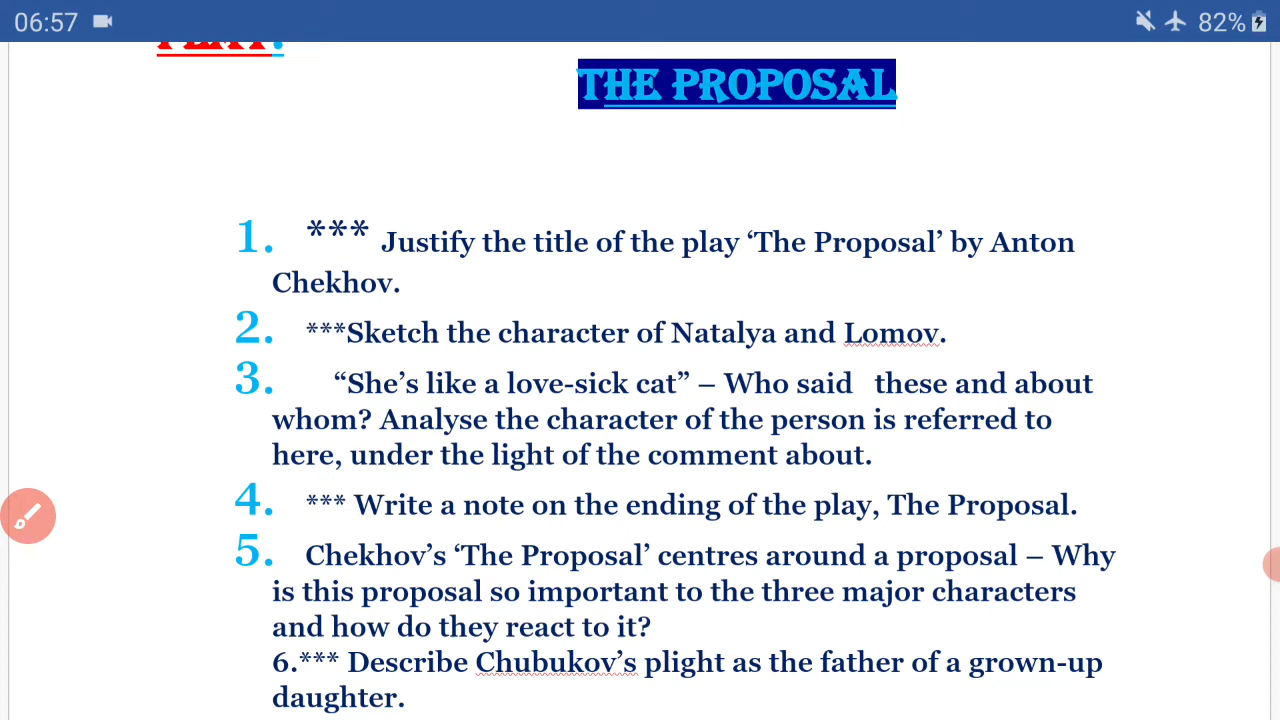 06:57 82%
PLAY:
THE PROPOSAL
1. *** Justify the title of the play ‘The Proposal’ by Anton
Chekhov.
2. ***Sketch the character of Natalya and Lomov.
3. “She’s like a love-sick cat” – Who said these and about
whom? Analyse the character of the person is referred to
here, under the light of the comment about.
4. *** Write a note on the ending of the play, The Proposal.
5. Chekhov’s ‘The Proposal’ centres around a proposal – Why
is this proposal so important to the three major characters
and how do they react to it?
6.*** Describe Chubukov’s plight as the father of a grown-up
daughter.